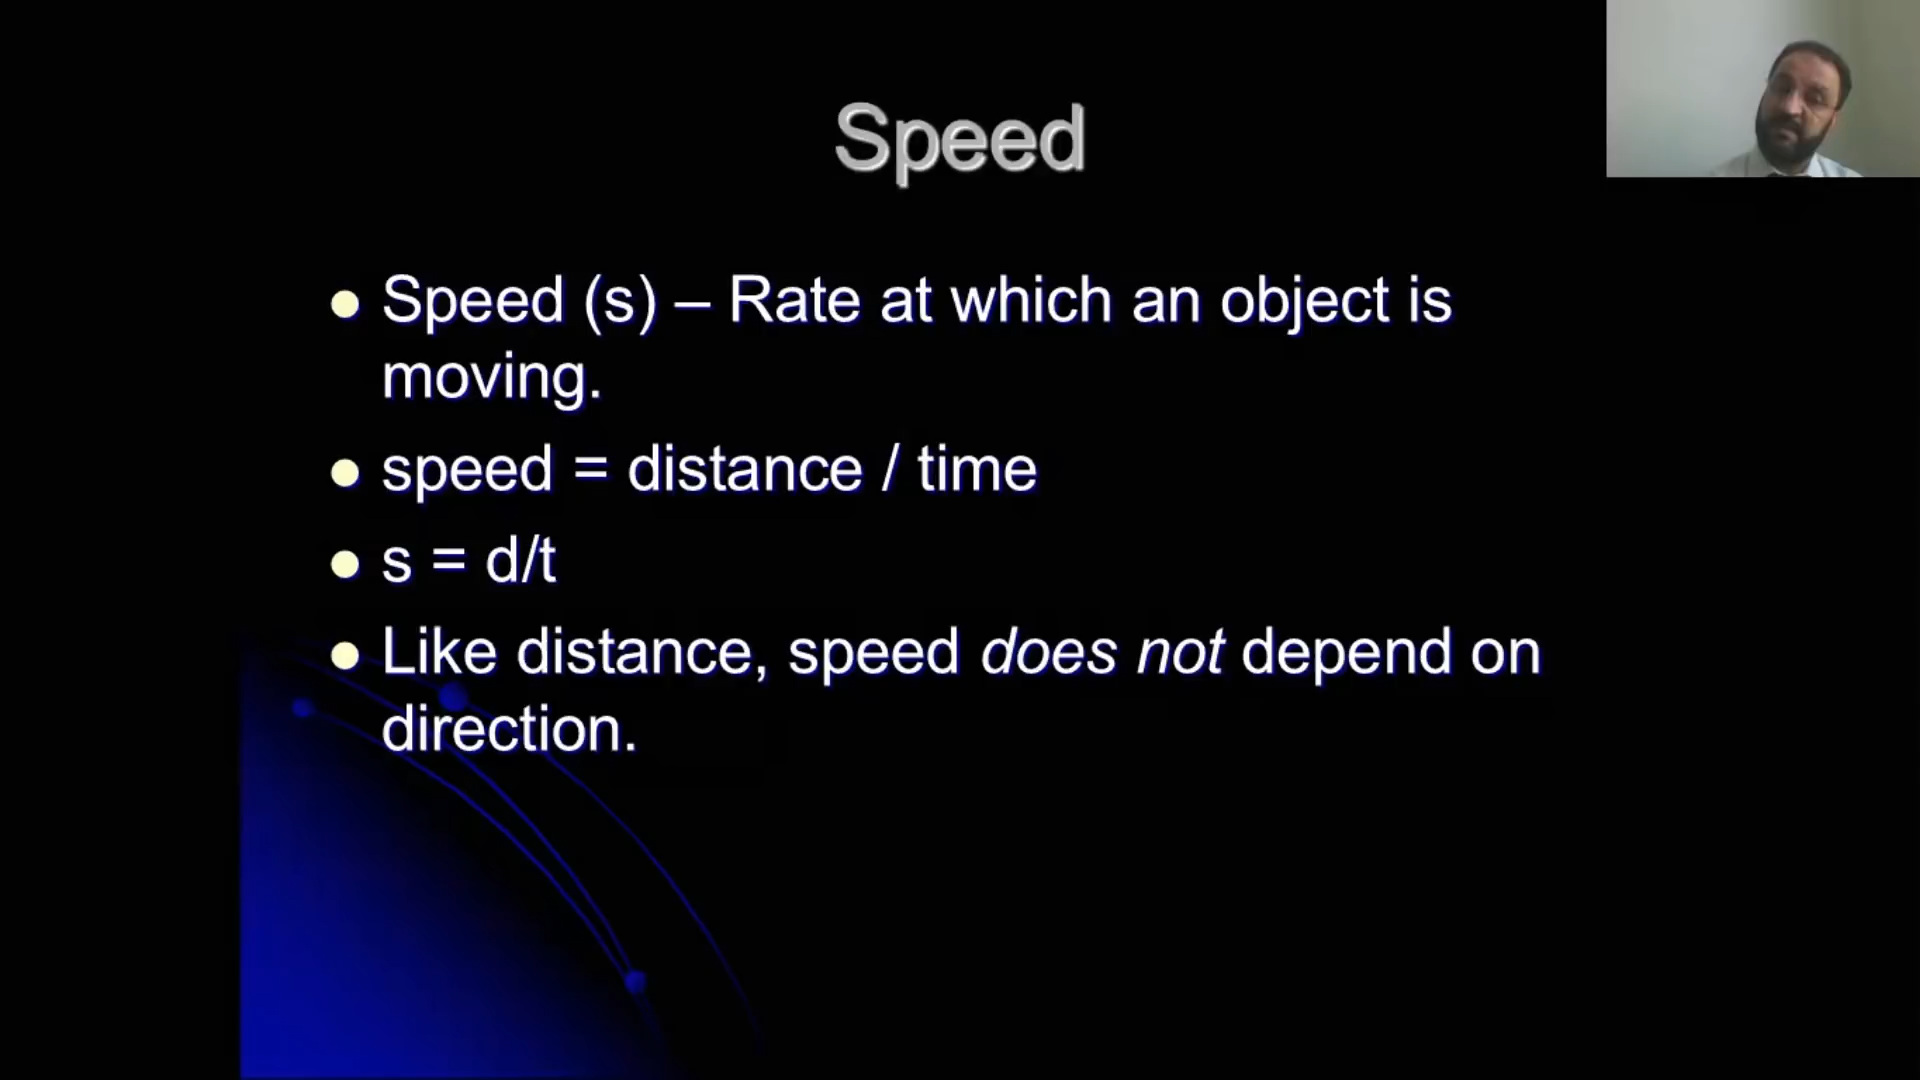 Speed
Speed (s) – Rate at which an object is
moving.
speed = distance / time
s = d/t
Like distance, speed does not depend on
direction.